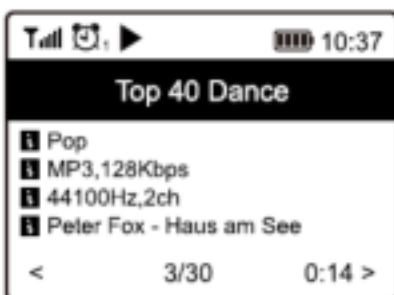 10:37
Top 40 Dance
Pop
MP3,128Kbps
44100Hz,2ch
Peter Fox - Haus am See
< 3/30 0:14 >